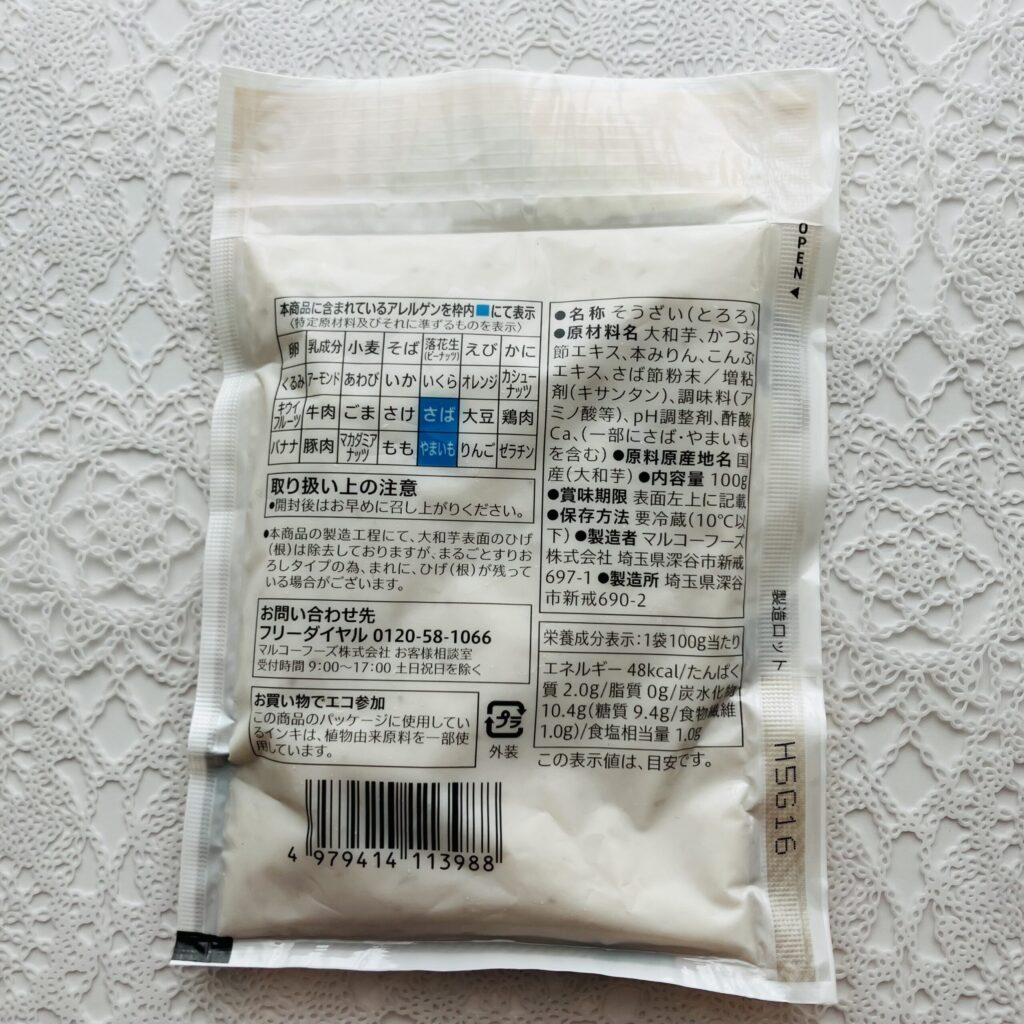 OPEN
本商品に含まれているアレルゲンを枠内■にて表示
〈特定原材料及びそれに準ずるものを表示〉
卵 乳成分 小麦 そば 落花生(ピーナッツ) えび かに
くるみ アーモンド あわび いか いくら オレンジ カシューナッツ
キウイフルーツ 牛肉 ごま さけ さば 大豆 鶏肉
バナナ 豚肉 マカダミアナッツ もも やまいも りんご ゼラチン
取り扱い上の注意
●開封後はお早めに召し上がりください。
●本商品の製造工程にて、大和芋表面のひげ
(根)は除去しておりますが、まるごとすりお
ろしタイプの為、まれに、ひげ(根)が残って
いる場合がございます。
お問い合わせ先
フリーダイヤル 0120-58-1066
マルコーフーズ株式会社 お客様相談室
受付時間 9:00〜17:00 土日祝日を除く
お買い物でエコ参加
この商品のパッケージに使用してい
るインキは、植物由来原料を一部使
用しています。
プラ
外装
4 979414 113988
●名称 そうざい(とろろ)
●原材料名 大和芋、かつお
節エキス、本みりん、こんぶ
エキス、さば節粉末/増粘
剤(キサンタン)、調味料(ア
ミノ酸等)、pH調整剤、酢酸
Ca、(一部にさば・やまいも
を含む) ●原料原産地名 国
産(大和芋) ●内容量 100g
●賞味期限 表面左上に記載
●保存方法 要冷蔵(10℃以
下) ●製造者 マルコーフーズ
株式会社 埼玉県深谷市新戒
697-1 ●製造所 埼玉県深谷
市新戒690-2
栄養成分表示:1袋100g当たり
エネルギー 48kcal/たんぱく
質 2.0g/脂質 0g/炭水化物
10.4g(糖質 9.4g/食物繊維
1.0g)/食塩相当量 1.0g
この表示値は、目安です。
製造ロット
H5G16